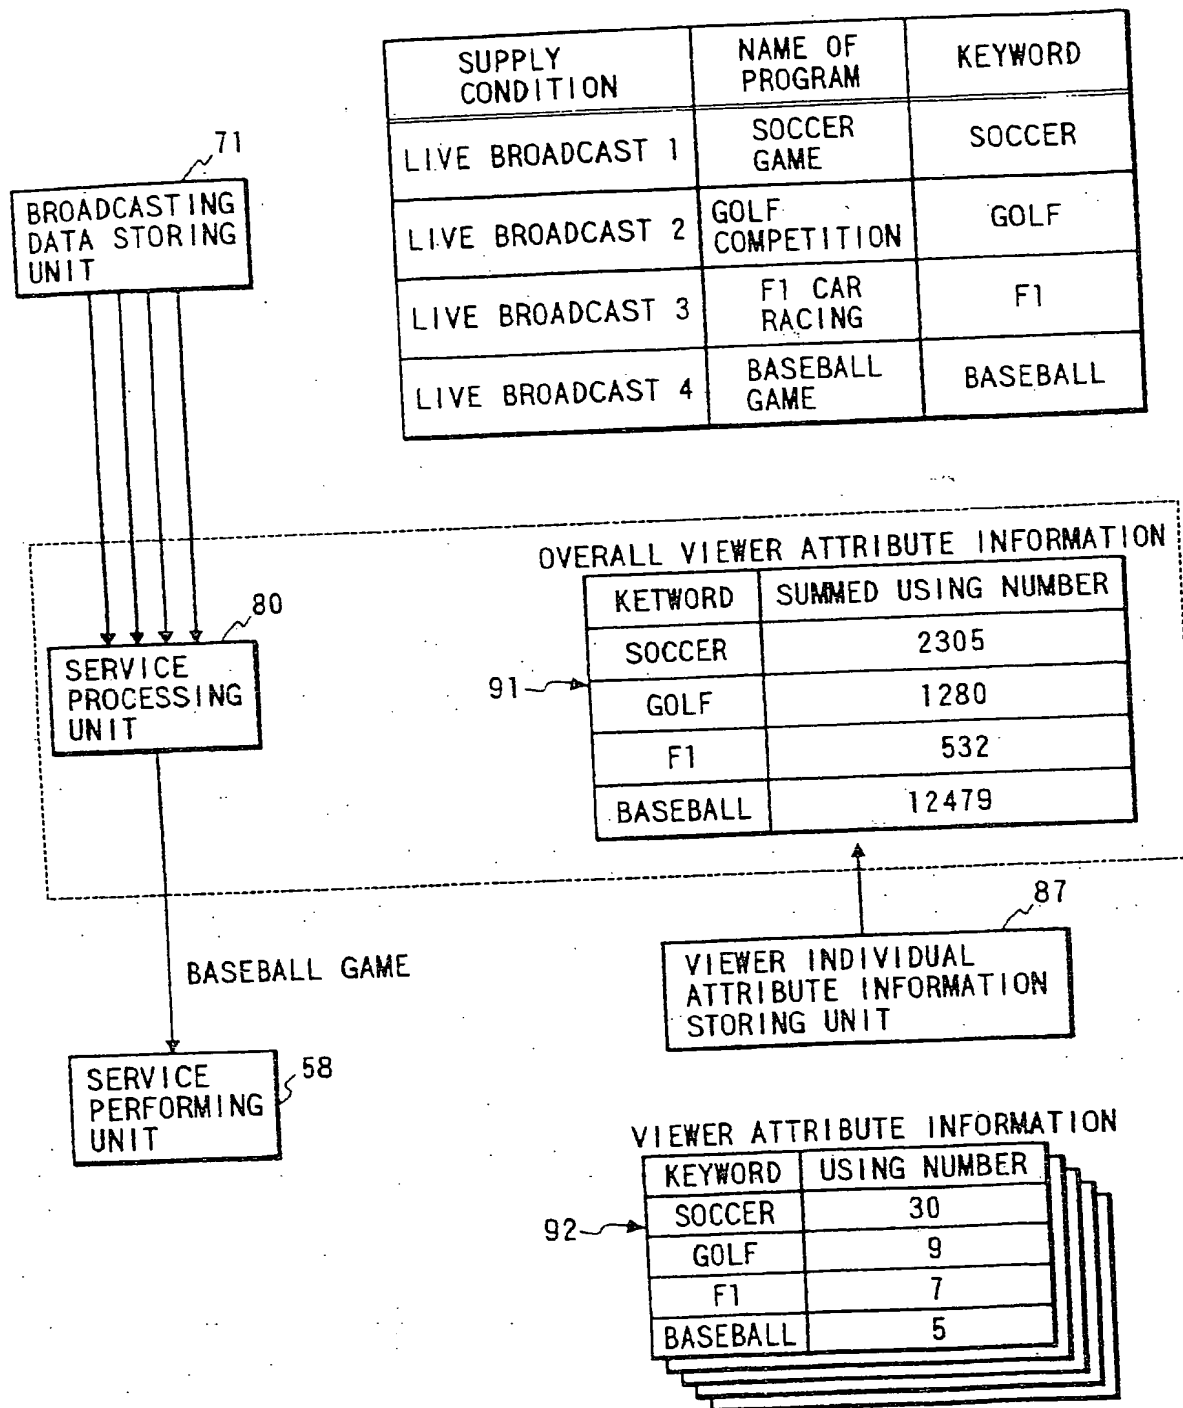 SUPPLY CONDITION
NAME OF PROGRAM
KEYWORD
LIVE BROADCAST 1
SOCCER GAME
SOCCER
LIVE BROADCAST 2
GOLF COMPETITION
GOLF
LIVE BROADCAST 3
F1 CAR RACING
F1
LIVE BROADCAST 4
BASEBALL GAME
BASEBALL
71
BROADCASTING
DATA STORING
UNIT
OVERALL VIEWER ATTRIBUTE INFORMATION
KETWORD
SUMMED USING NUMBER
SOCCER
2305
GOLF
1280
F1
532
BASEBALL
12479
91
80
SERVICE
PROCESSING
UNIT
87
VIEWER INDIVIDUAL
ATTRIBUTE INFORMATION
STORING UNIT
BASEBALL GAME
58
SERVICE
PERFORMING
UNIT
VIEWER ATTRIBUTE INFORMATION
KEYWORD
USING NUMBER
SOCCER
30
GOLF
9
F1
7
BASEBALL
5
92